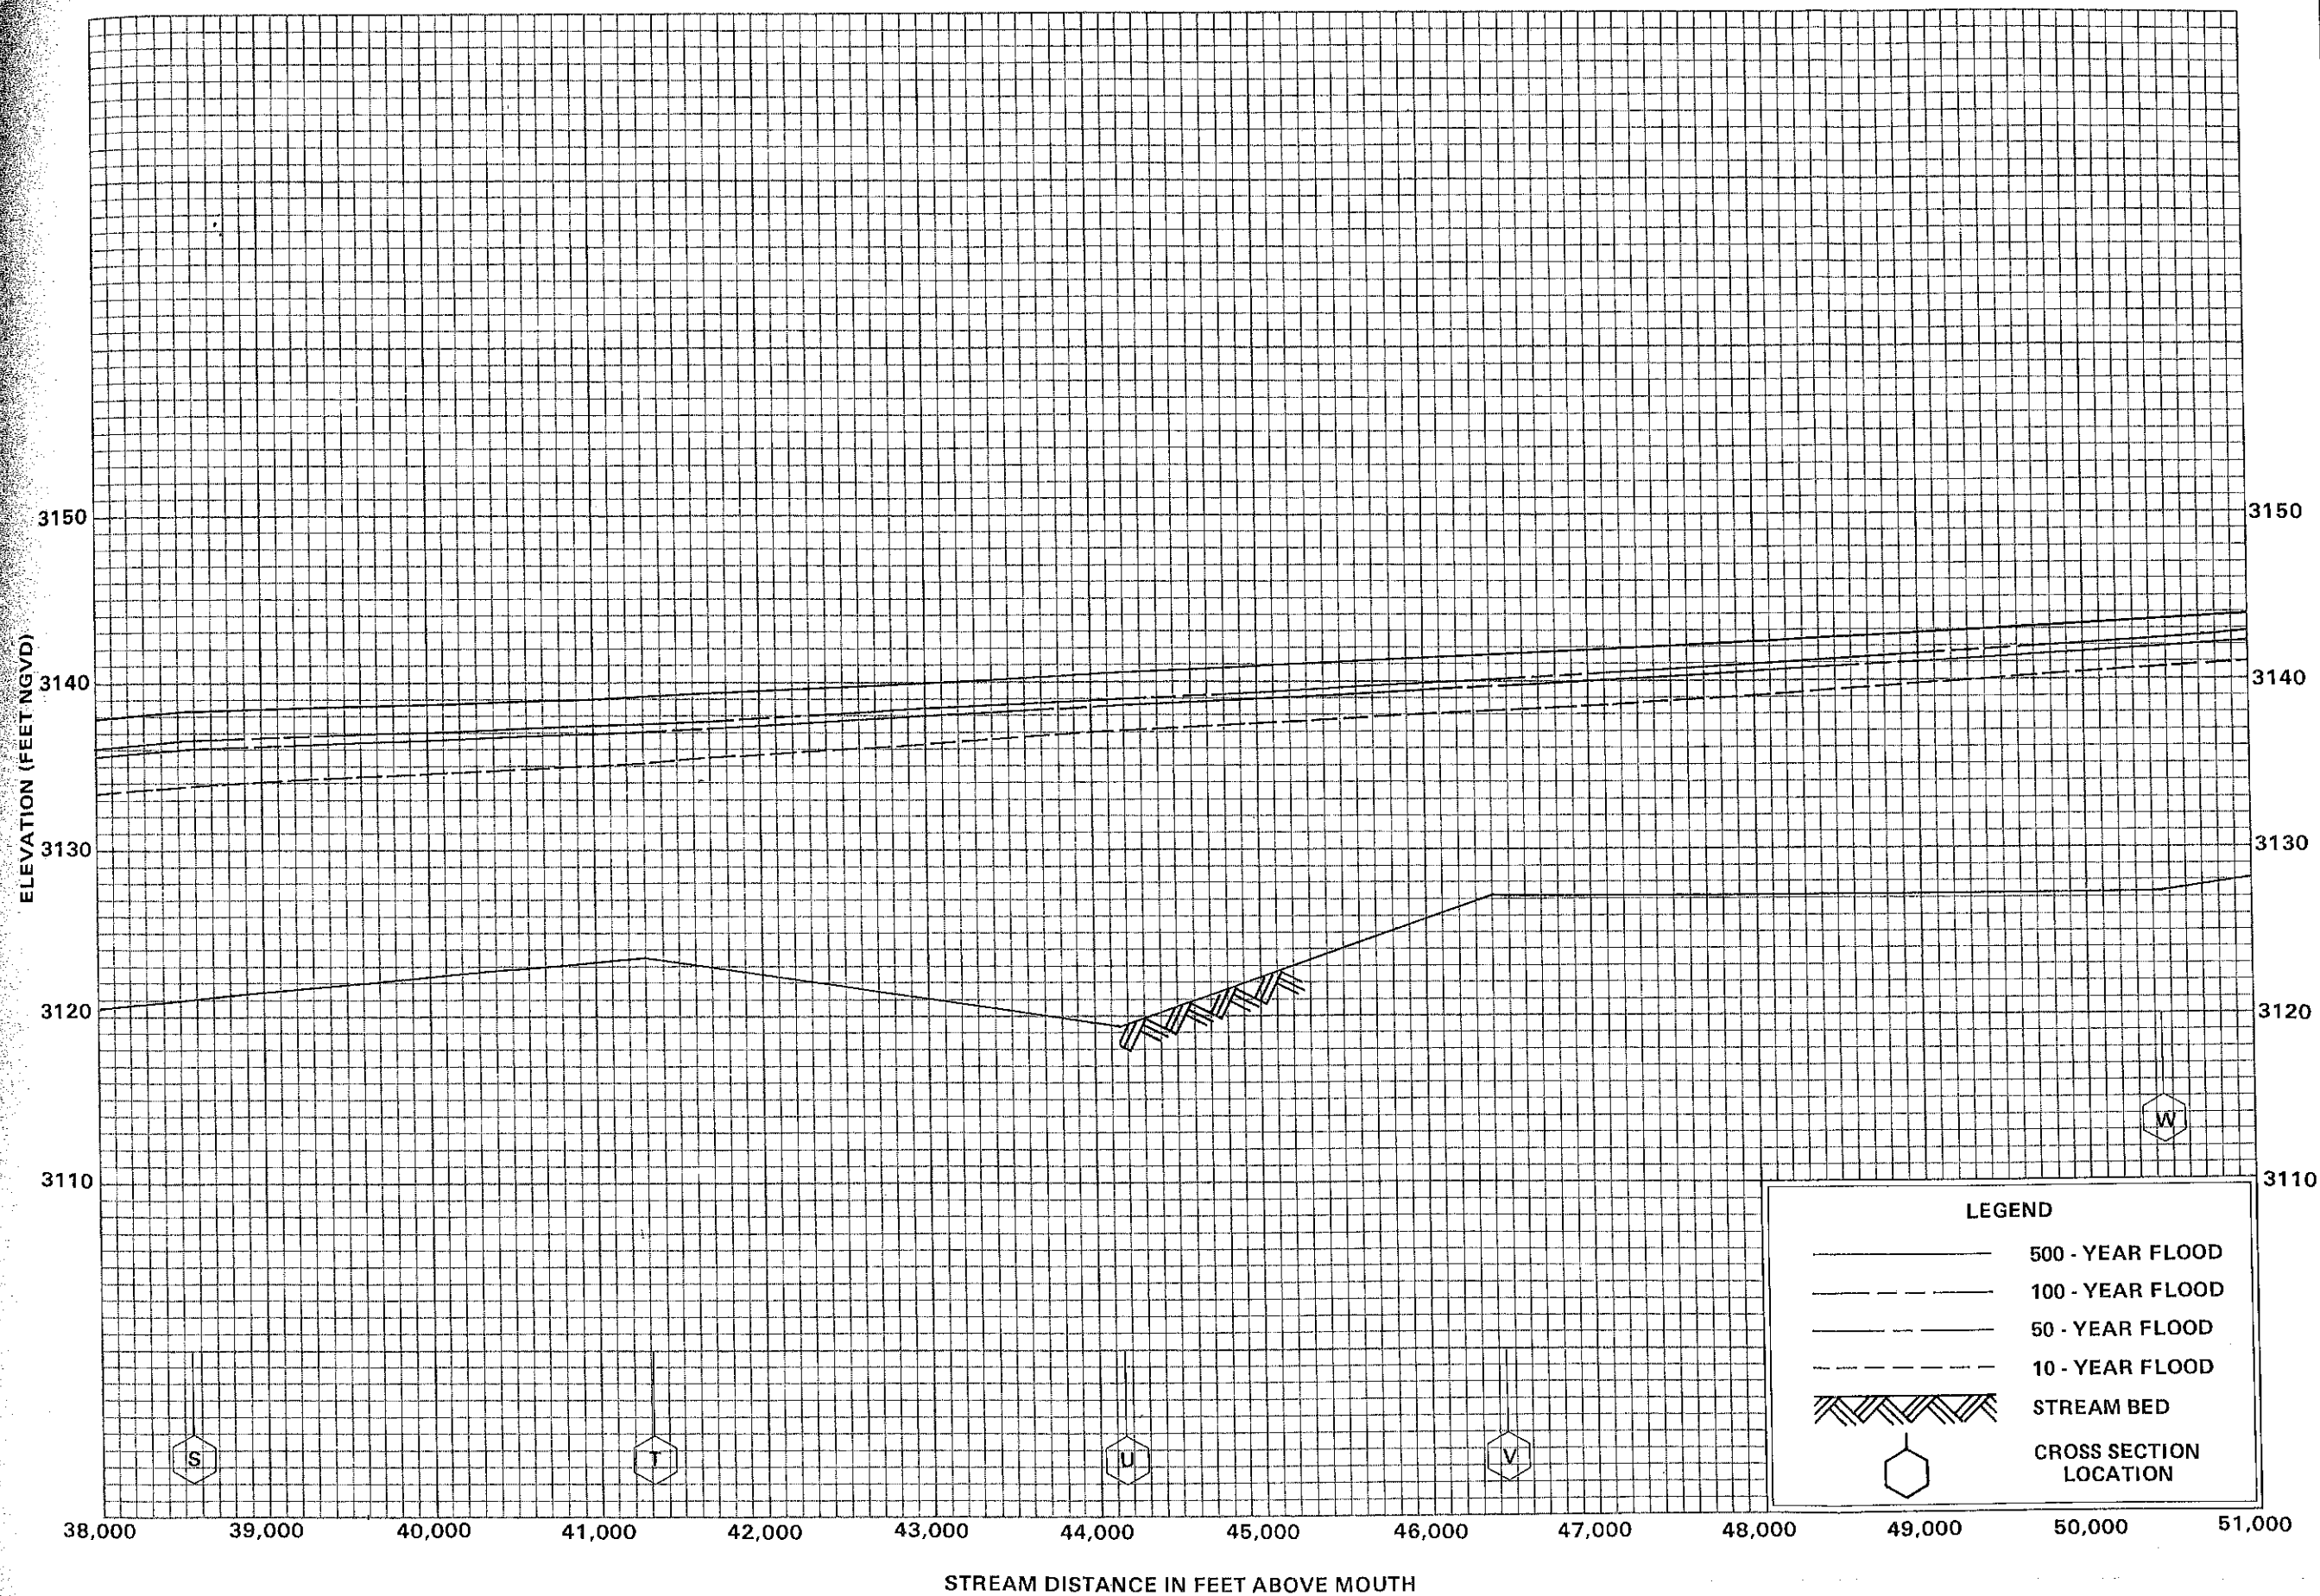 ELEVATION (FEET NGVD)
3150
3140
3130
3120
3110
3150
3140
3130
3120
3110
S
T
U
V
W
LEGEND
500 - YEAR FLOOD
100 - YEAR FLOOD
50 - YEAR FLOOD
10 - YEAR FLOOD
STREAM BED
CROSS SECTION
LOCATION
38,000 39,000 40,000 41,000 42,000 43,000 44,000 45,000 46,000 47,000 48,000 49,000 50,000 51,000
STREAM DISTANCE IN FEET ABOVE MOUTH